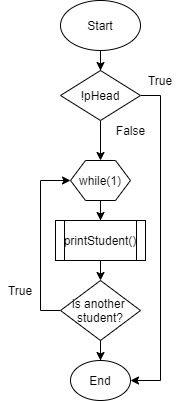 Start
True
!pHead
False
while(1)
printStudent()
True
is another
student?
End